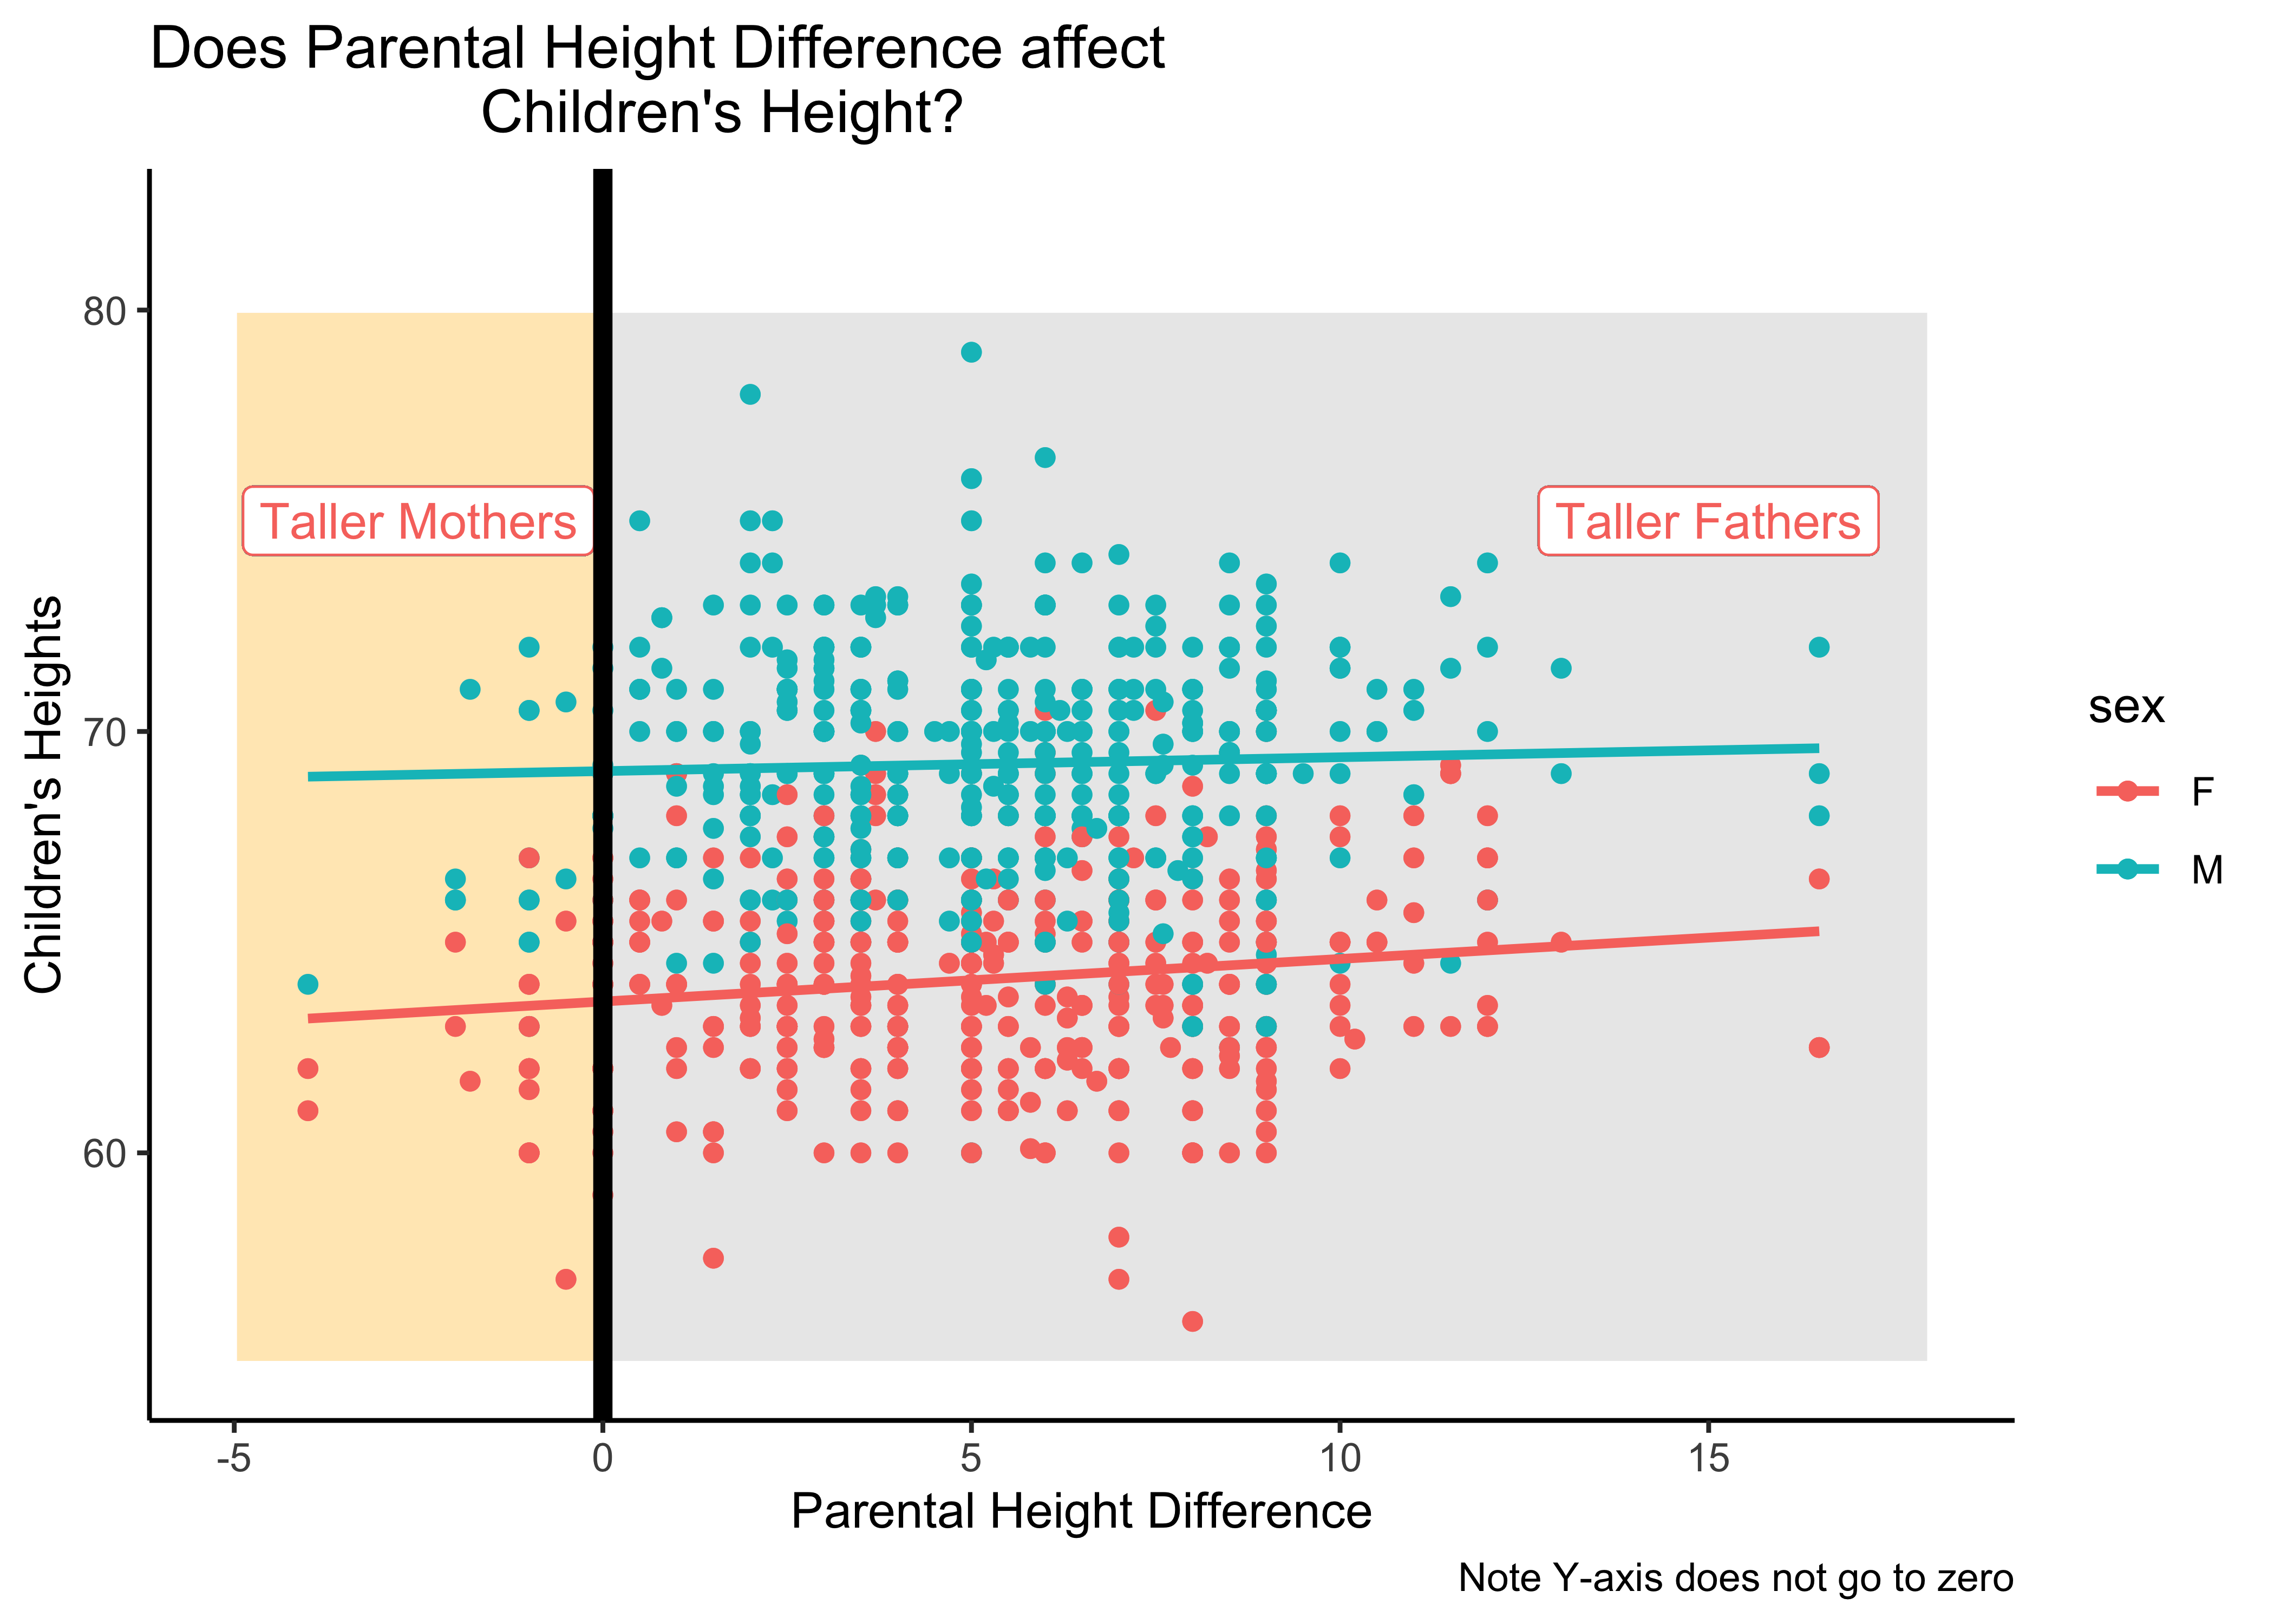 Does Parental Height Difference affect
Children's Height?
80
70
60
Children's Heights
Taller Mothers
Taller Fathers
sex
F
M
-5
0
5
10
15
Parental Height Difference
Note Y-axis does not go to zero